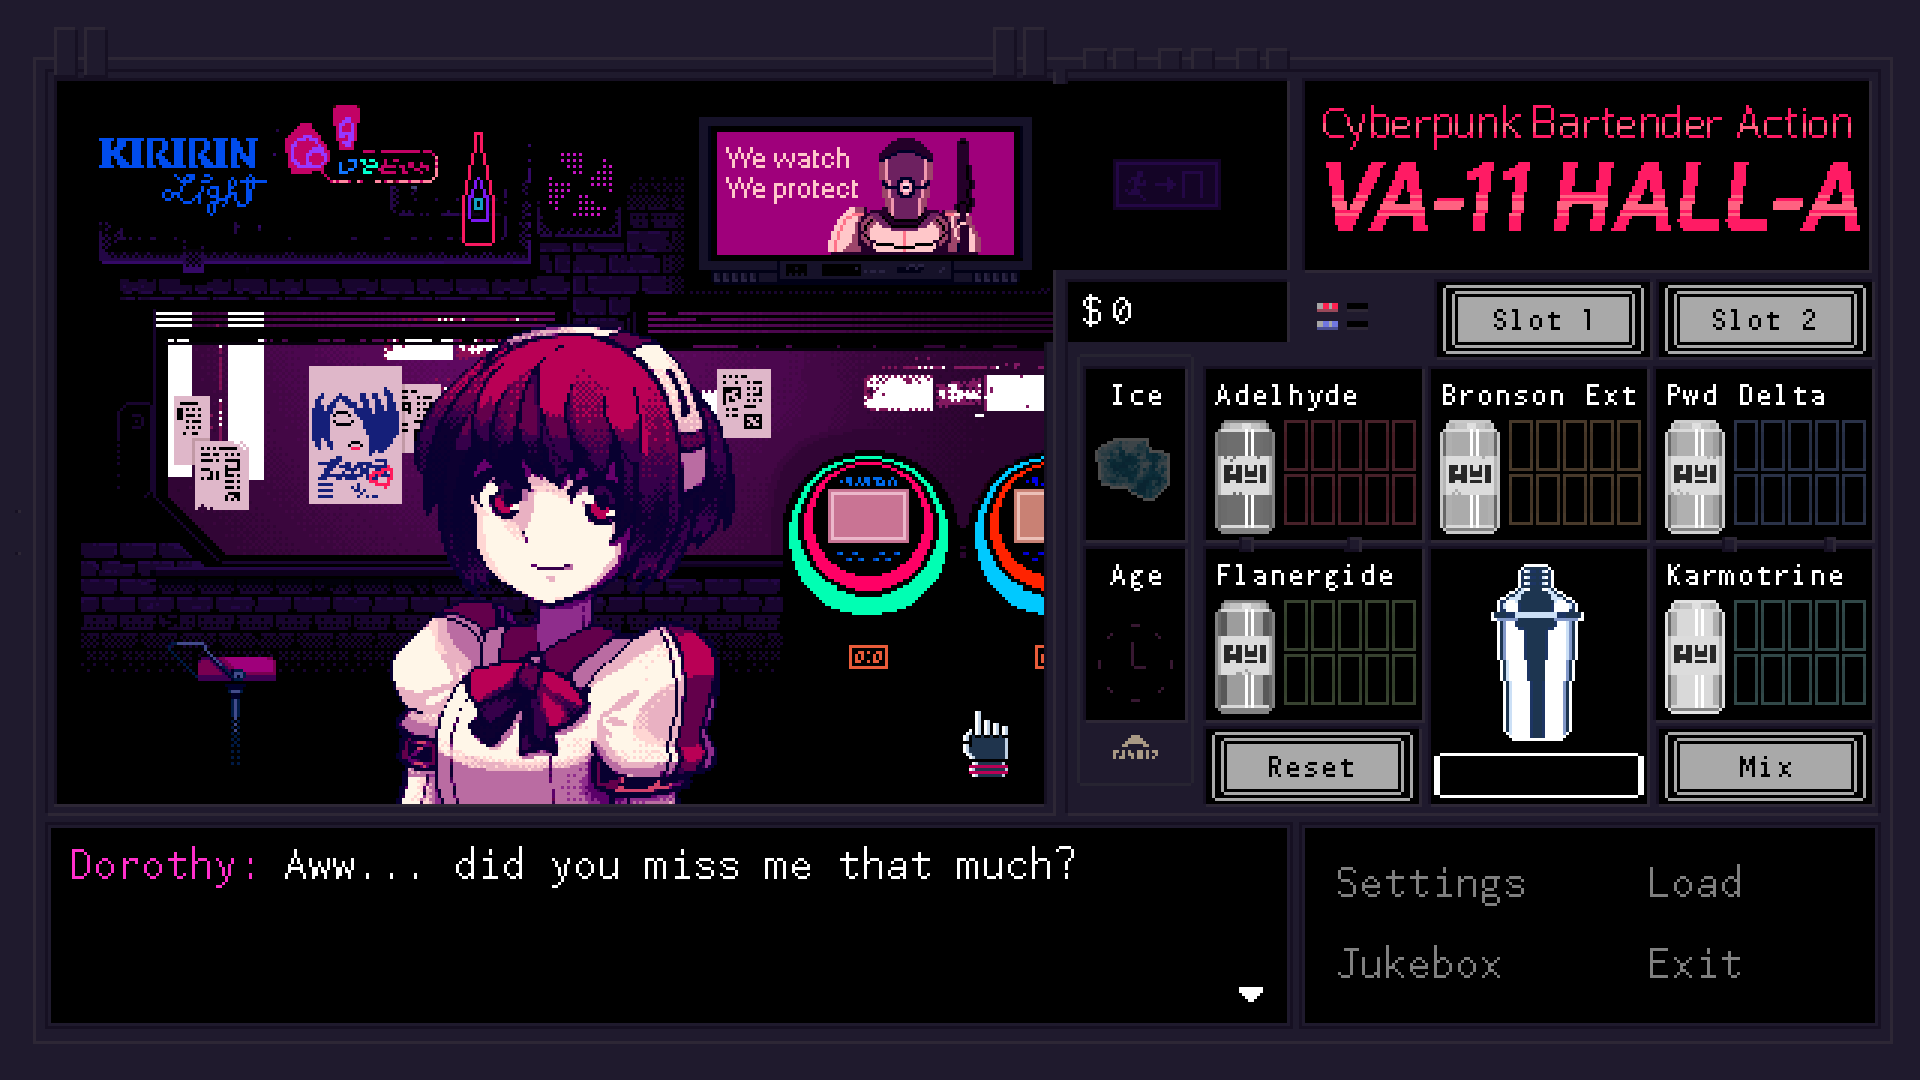 KIRIRIN
Light
We watch
We protect
Cyberpunk Bartender Action
VA-11 HALL-A
$0
Slot 1
Slot 2
Ice
Adelhyde
Bronson Ext
Pwd Delta
Age
Flanergide
Karmotrine
Reset
Mix
Dorothy: Aww... did you miss me that much?
Settings
Load
Jukebox
Exit